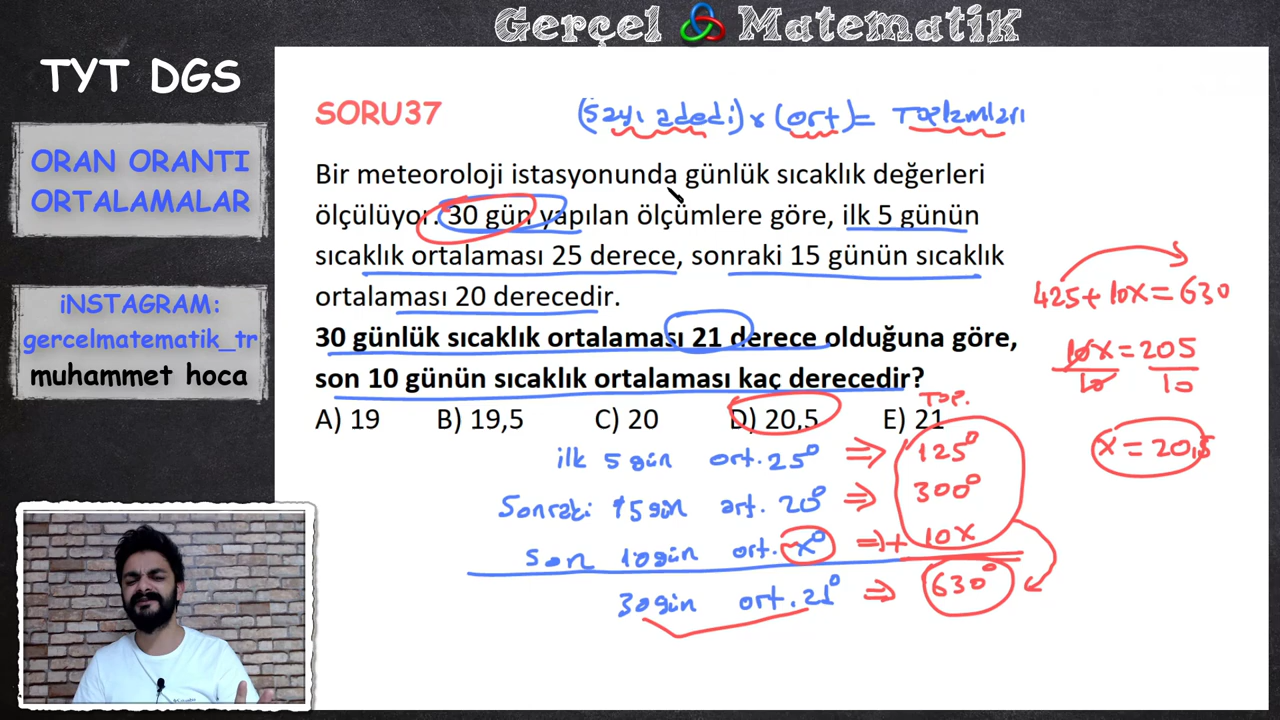 Gerçel Matematik
TYT DGS
ORAN ORANTI
ORTALAMALAR
iNSTAGRAM:
gercelmatematik_tr
muhammet hoca
SORU37
(Sayı adedi) x (ort) = Toplamları
Bir meteoroloji istasyonunda günlük sıcaklık değerleri
ölçülüyor. 30 gün yapılan ölçümlere göre, ilk 5 günün
sıcaklık ortalaması 25 derece, sonraki 15 günün sıcaklık
ortalaması 20 derecedir.
30 günlük sıcaklık ortalaması 21 derece olduğuna göre,
son 10 günün sıcaklık ortalaması kaç derecedir?
A) 19 B) 19,5 C) 20 D) 20,5 E) 21
Top.
ilk 5 gün ort. 25° ⇒ 125°
Sonraki 15 gün ort. 20° ⇒ 300°
son 10 gün ort. x° ⇒ + 10x
30 gün ort. 21° ⇒ 630°
425 + 10x = 630
10x = 205
10 10
x = 20,5